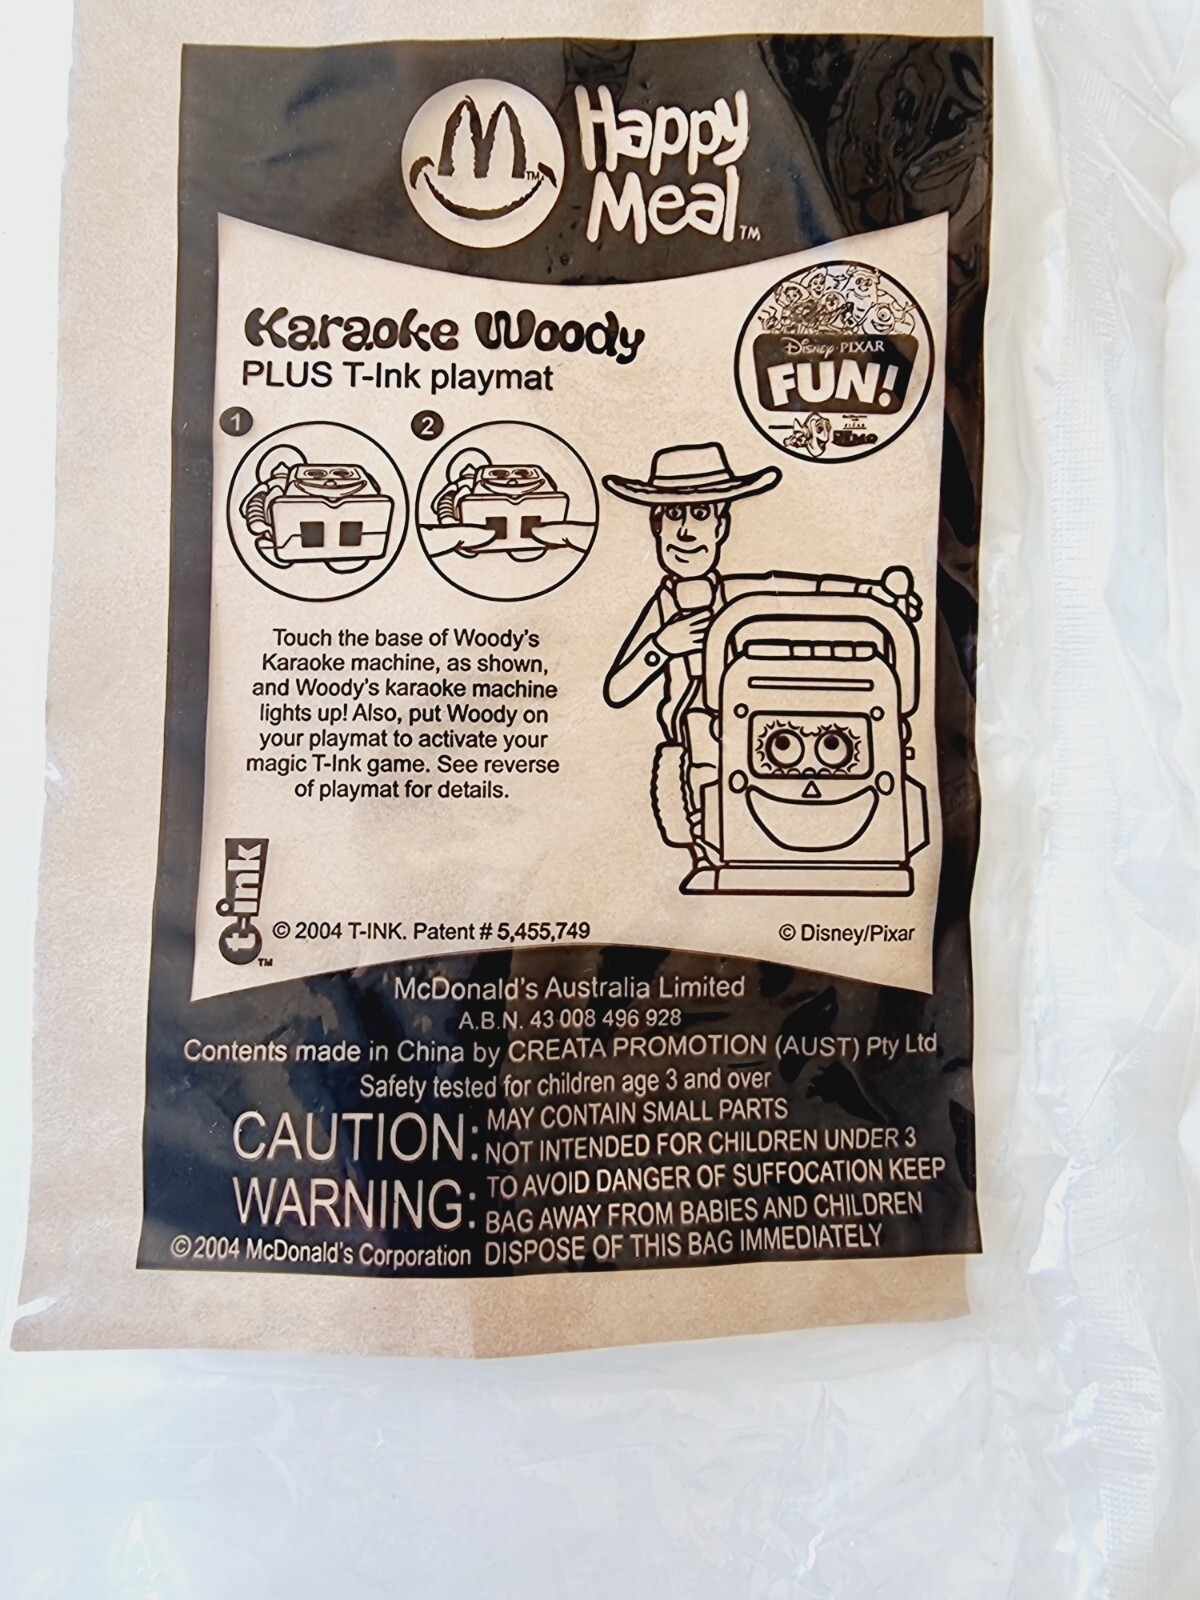 Happy
Meal™
Karaoke Woody
PLUS T-Ink playmat
DISNEY·PIXAR
FUN!
1
2
NEMO
Touch the base of Woody's
Karaoke machine, as shown,
and Woody's karaoke machine
lights up! Also, put Woody on
your playmat to activate your
magic T-Ink game. See reverse
of playmat for details.
t-ink™
© 2004 T-INK. Patent # 5,455,749
© Disney/Pixar
McDonald's Australia Limited
A.B.N. 43 008 496 928
Contents made in China by CREATA PROMOTION (AUST) Pty Ltd
Safety tested for children age 3 and over
CAUTION: MAY CONTAIN SMALL PARTS
NOT INTENDED FOR CHILDREN UNDER 3
WARNING: TO AVOID DANGER OF SUFFOCATION KEEP
BAG AWAY FROM BABIES AND CHILDREN
DISPOSE OF THIS BAG IMMEDIATELY
© 2004 McDonald's Corporation